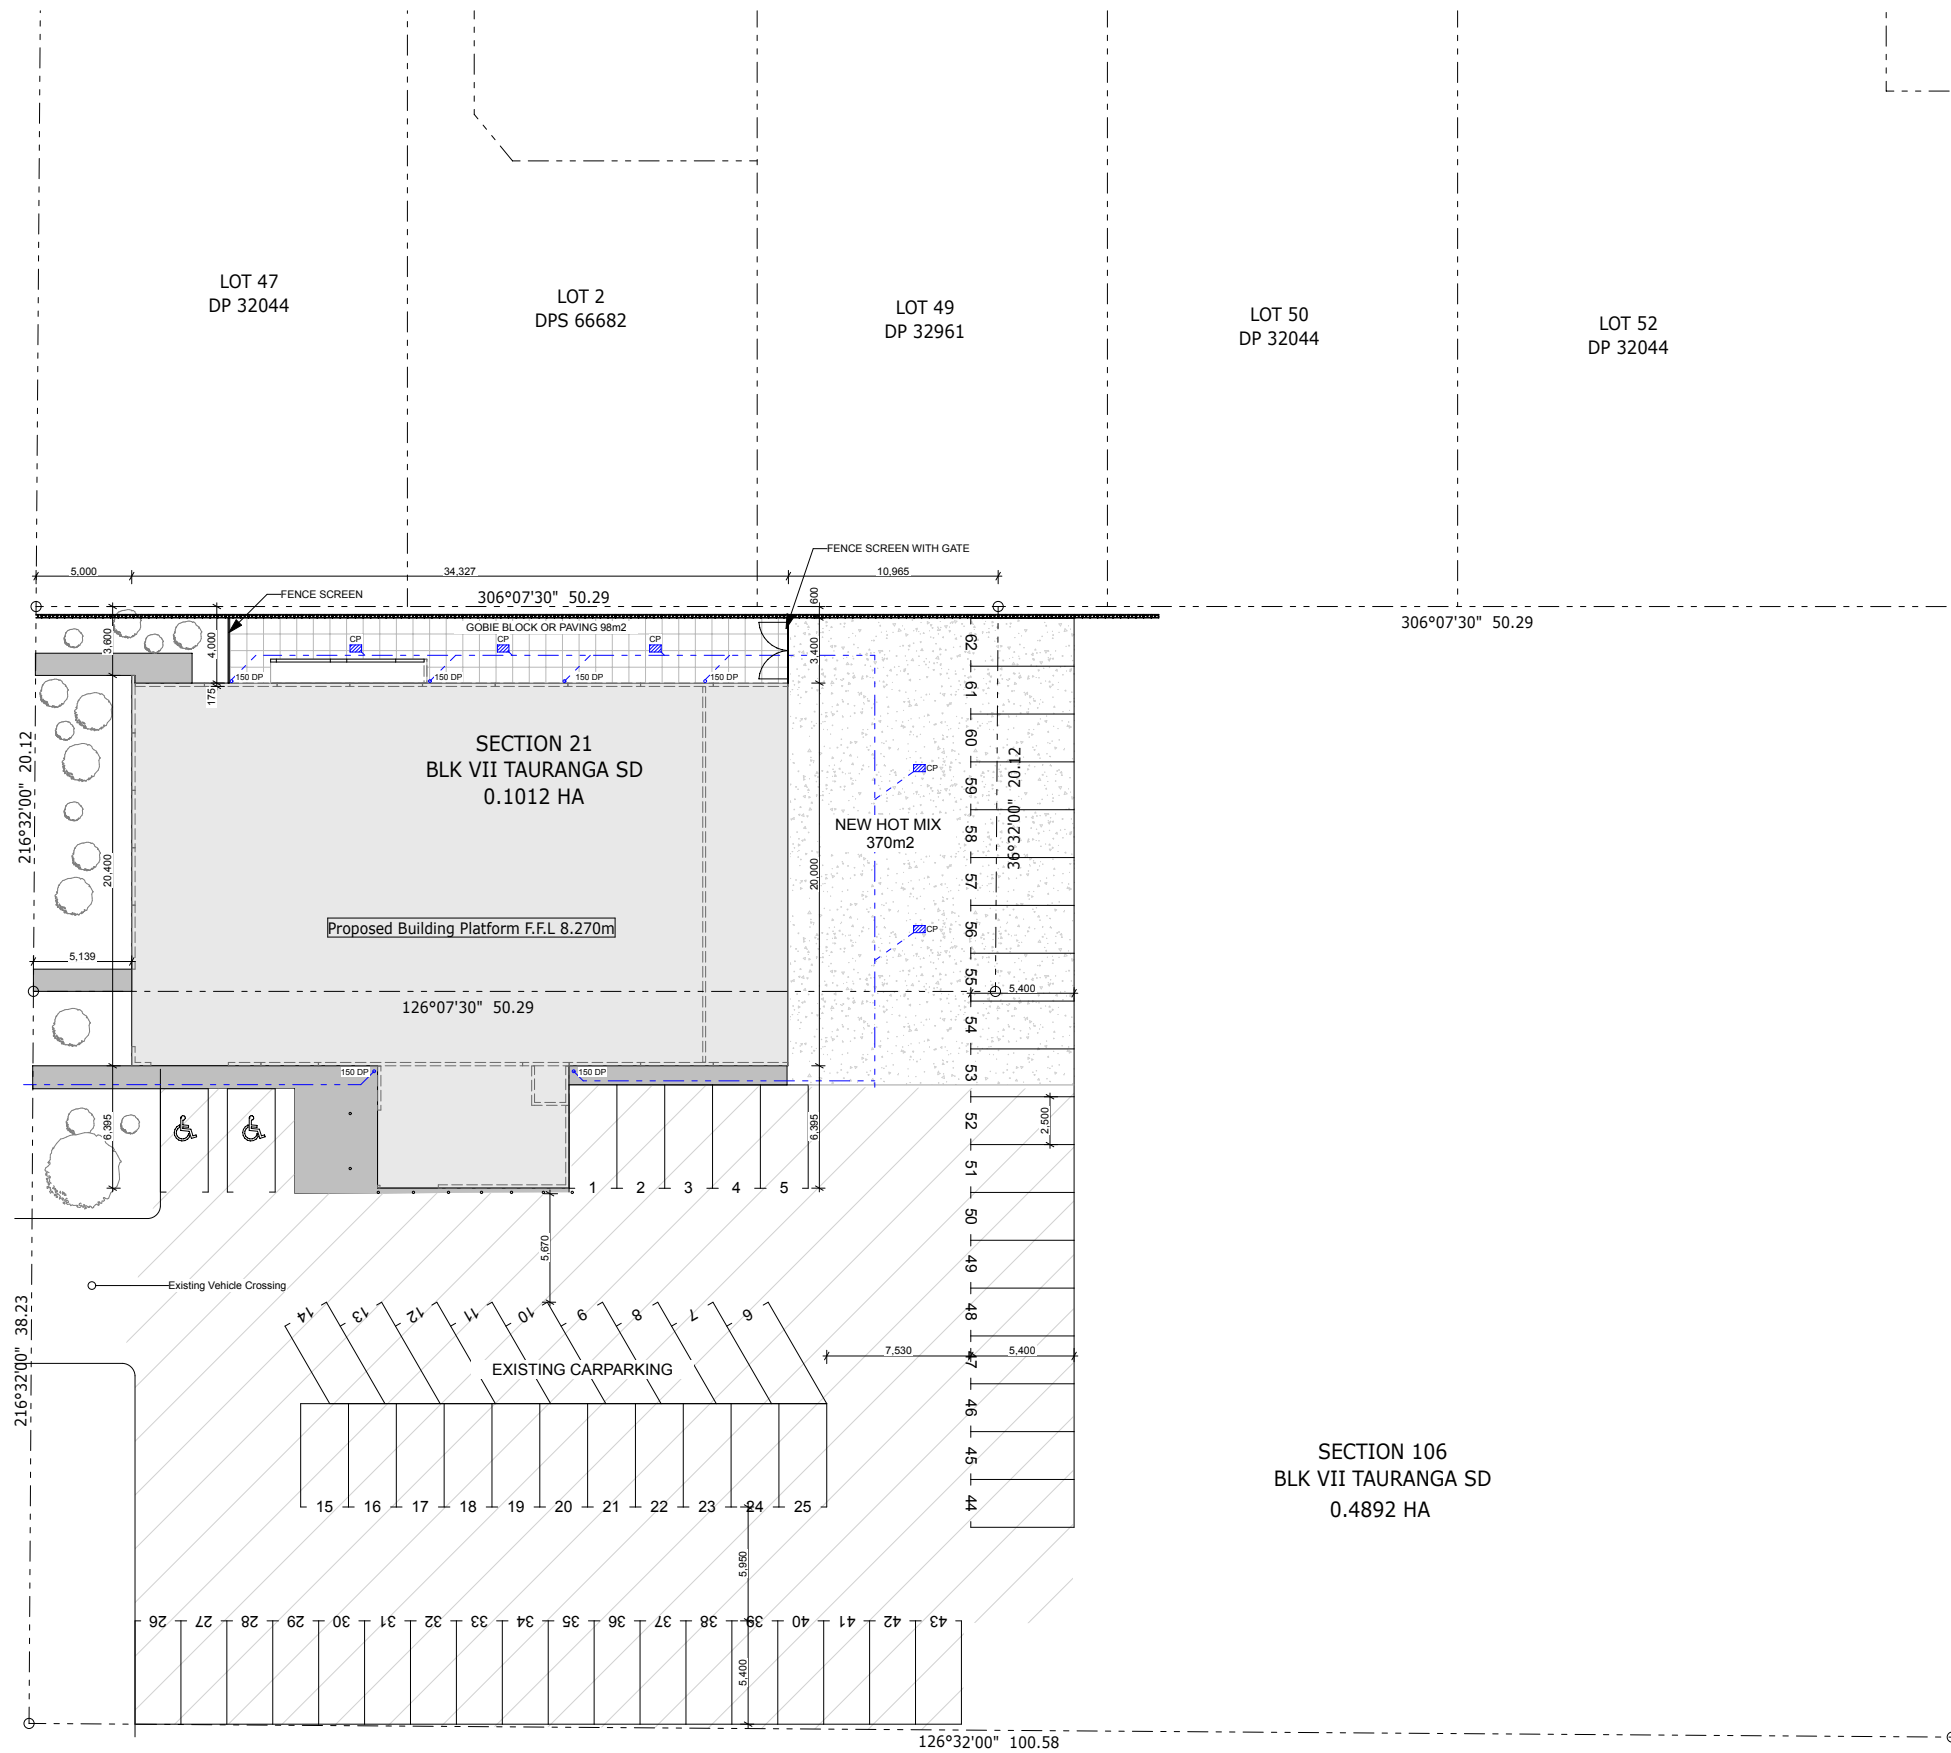 LOT 47
DP 32044
LOT 2
DPS 66682
LOT 49
DP 32961
LOT 50
DP 32044
LOT 52
DP 32044
FENCE SCREEN WITH GATE
5,000
34,327
10,965
FENCE SCREEN
306°07'30" 50.29
600
306°07'30" 50.29
GOBIE BLOCK OR PAVING 98m2
3,600
4,000
CP
CP
CP
3,400
150 DP
150 DP
150 DP
150 DP
175
62
61
60
59
58
57
56
55
54
53
52
51
50
49
48
47
46
45
44
216°32'00" 20.12
SECTION 21
BLK VII TAURANGA SD
0.1012 HA
36°32'00" 20.12
CP
NEW HOT MIX
370m2
20,400
20,000
Proposed Building Platform F.F.L 8.270m
CP
5,139
5,400
126°07'30" 50.29
150 DP
150 DP
6,395
6,395
2,500
1
2
3
4
5
5,670
Existing Vehicle Crossing
216°32'00" 38.23
14
13
12
11
10
9
8
7
6
7,530
5,400
EXISTING CARPARKING
15
16
17
18
19
20
21
22
23
24
25
SECTION 106
BLK VII TAURANGA SD
0.4892 HA
5,950
26
27
28
29
30
31
32
33
34
35
36
37
38
39
40
41
42
43
5,400
126°32'00" 100.58